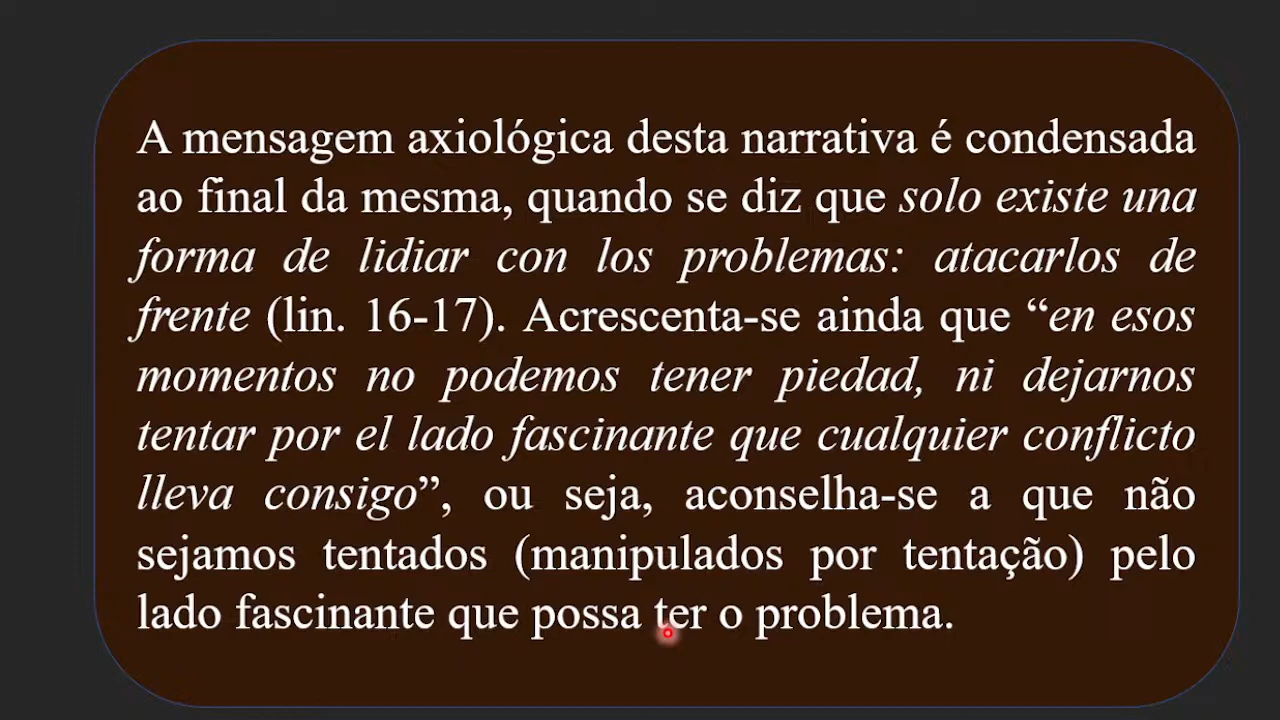 A mensagem axiológica desta narrativa é condensada
ao final da mesma, quando se diz que solo existe una
forma de lidiar con los problemas: atacarlos de
frente (lin. 16-17). Acrescenta-se ainda que “en esos
momentos no podemos tener piedad, ni dejarnos
tentar por el lado fascinante que cualquier conflicto
lleva consigo”, ou seja, aconselha-se a que não
sejamos tentados (manipulados por tentação) pelo
lado fascinante que possa ter o problema.